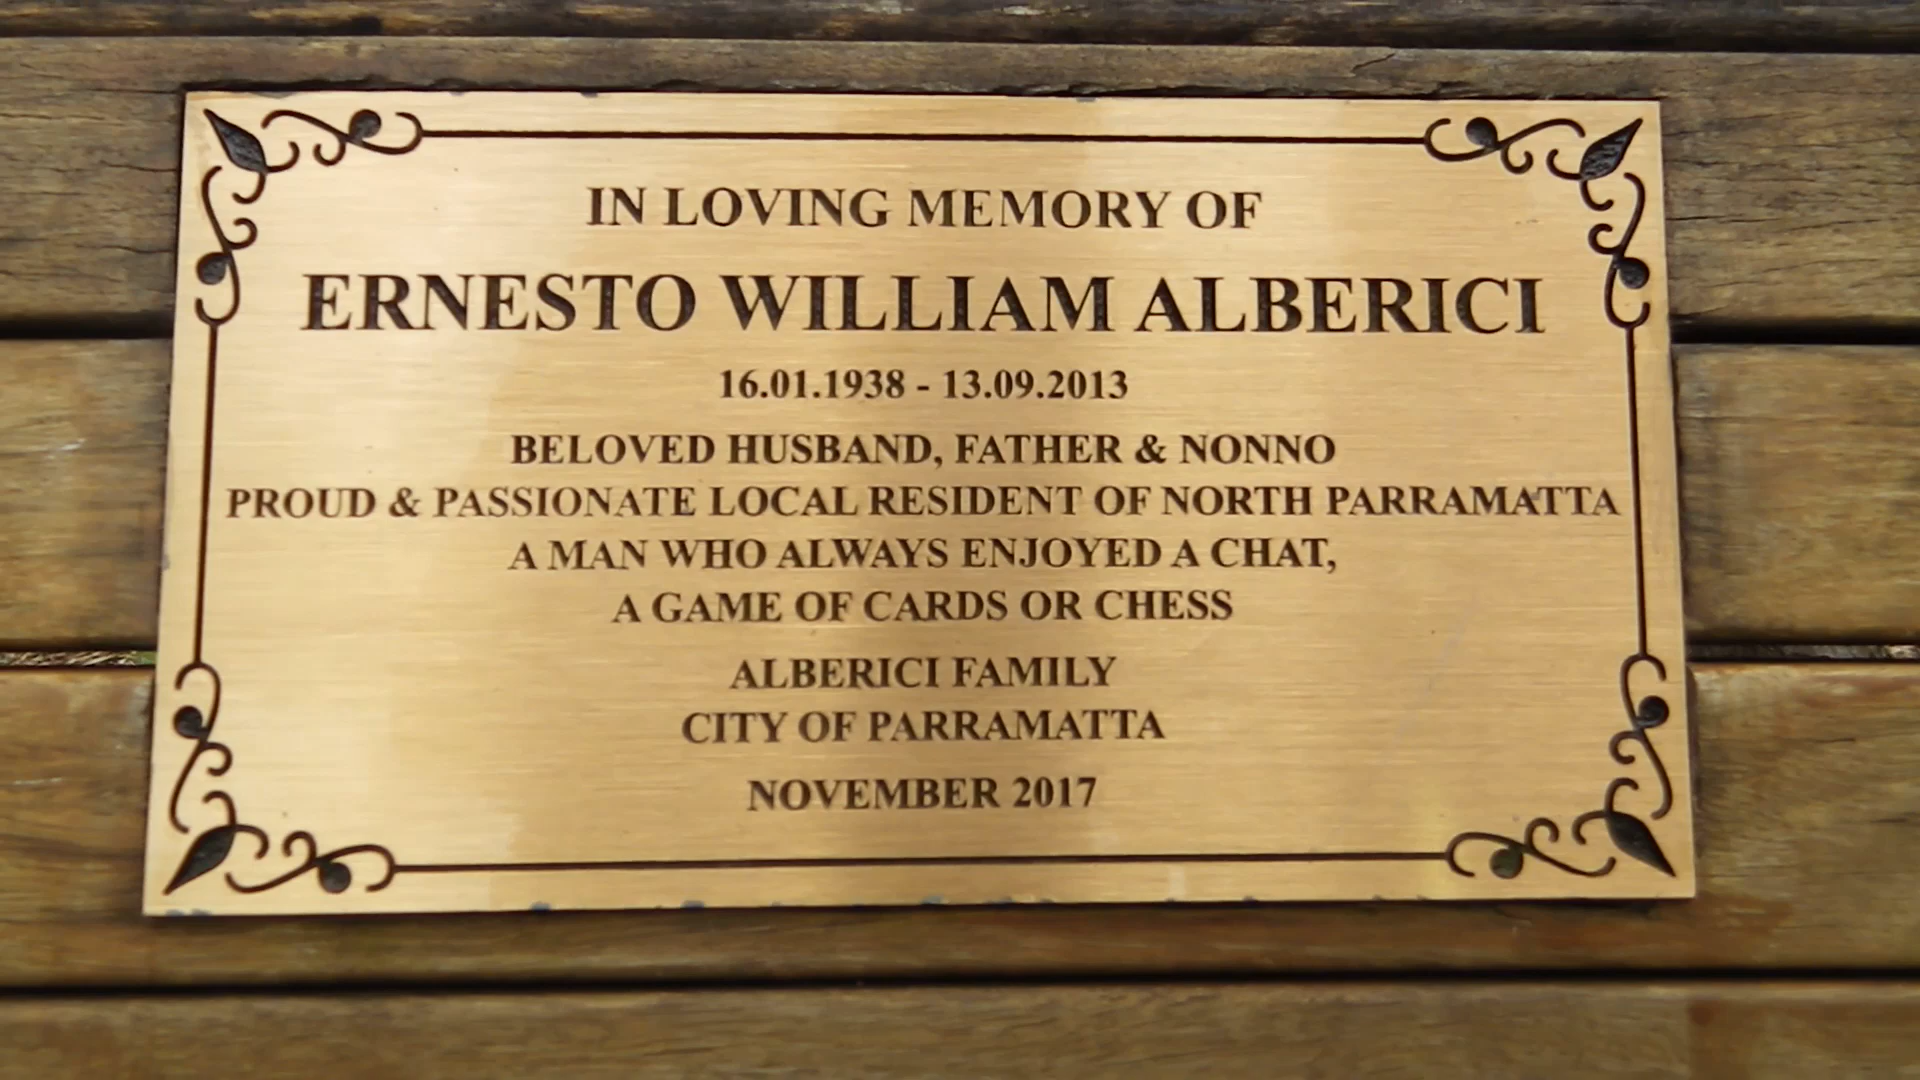 IN LOVING MEMORY OF
ERNESTO WILLIAM ALBERICI
16.01.1938 - 13.09.2013
BELOVED HUSBAND, FATHER & NONNO
PROUD & PASSIONATE LOCAL RESIDENT OF NORTH PARRAMATTA
A MAN WHO ALWAYS ENJOYED A CHAT,
A GAME OF CARDS OR CHESS
ALBERICI FAMILY
CITY OF PARRAMATTA
NOVEMBER 2017